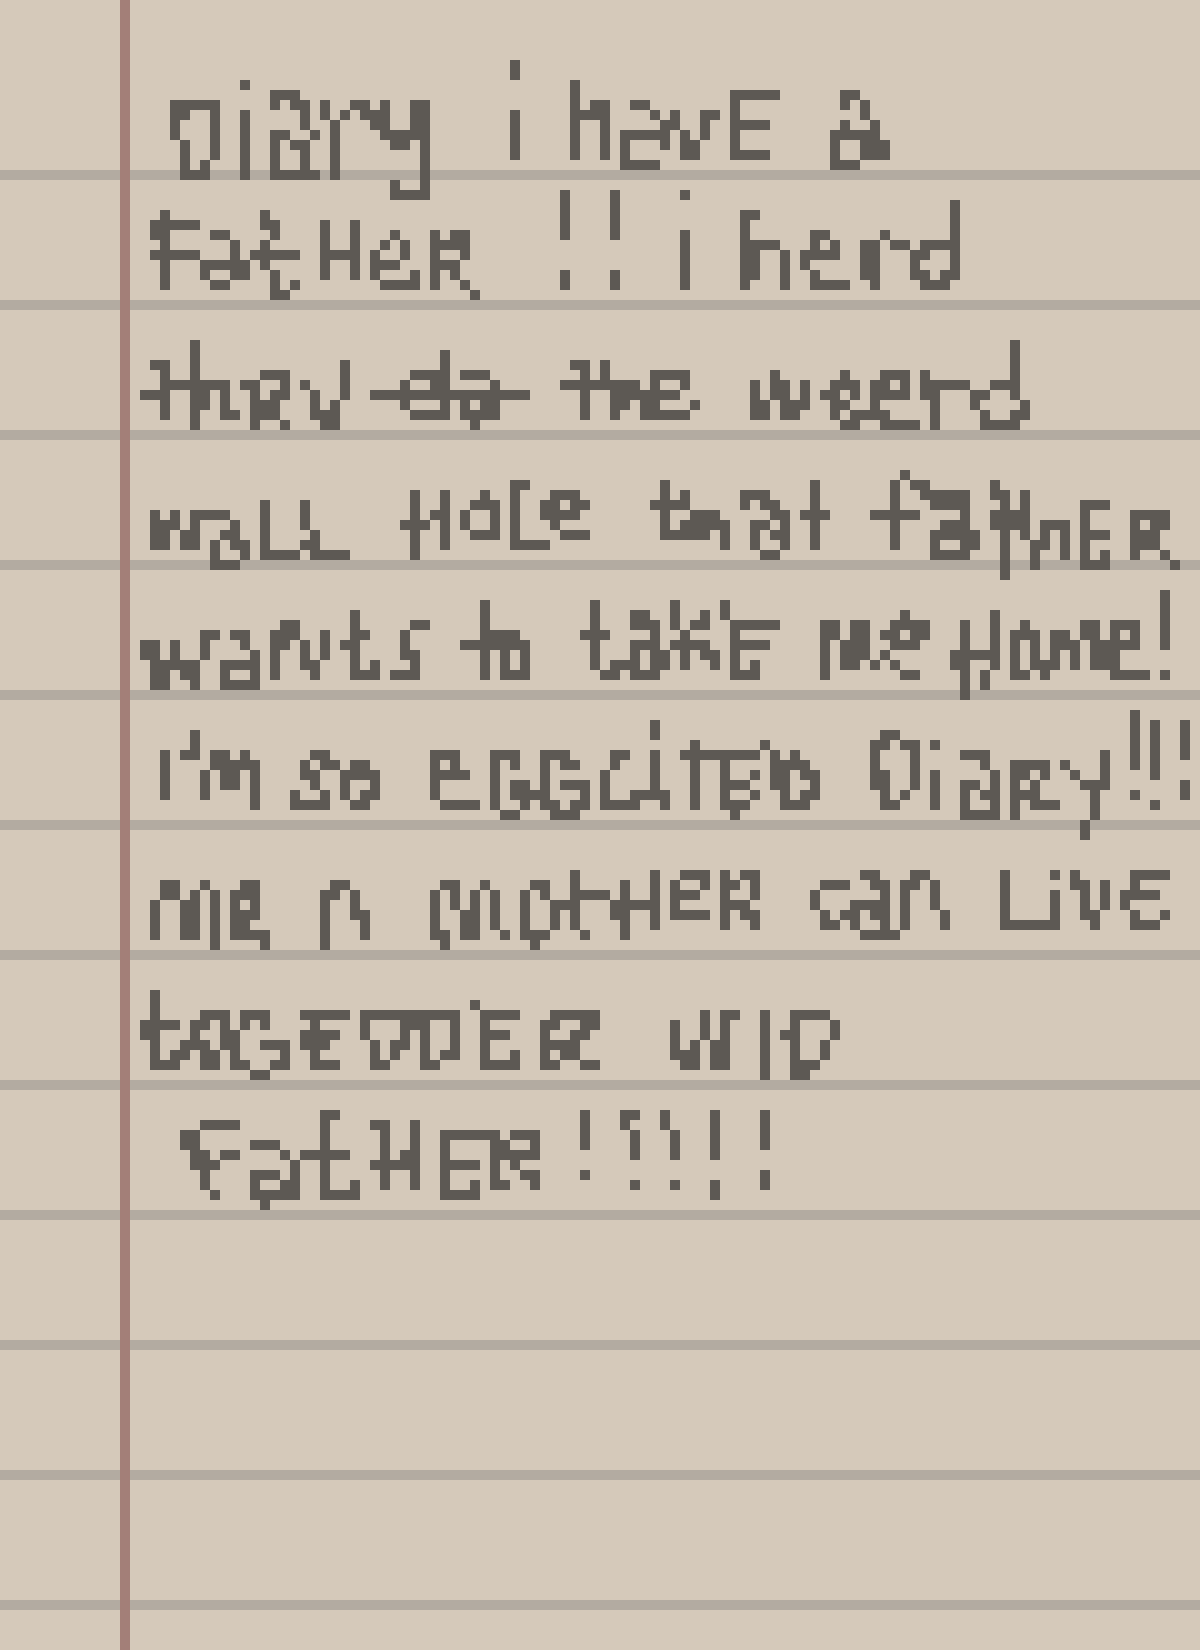 Diary i havE a
fatHeR !! i herd
thrv da the weerd
waLL HoLe that fatHER
wants to takE me Home!
I'm so EGGciTED Diary!!!
me n motHER can LivE
toGEDDER WID
FatHER !!!!!